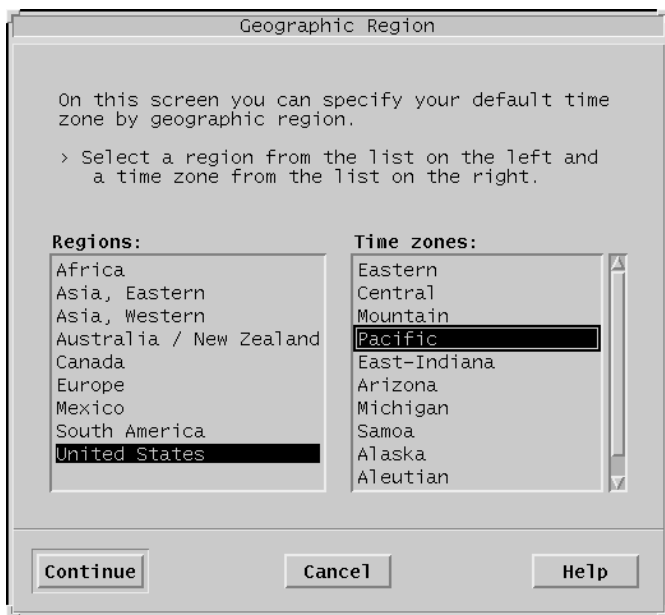 Geographic Region
On this screen you can specify your default time
zone by geographic region.
> Select a region from the list on the left and
a time zone from the list on the right.
Regions:
Africa
Asia, Eastern
Asia, Western
Australia / New Zealand
Canada
Europe
Mexico
South America
United States
Time zones:
Eastern
Central
Mountain
Pacific
East-Indiana
Arizona
Michigan
Samoa
Alaska
Aleutian
Continue
Cancel
Help